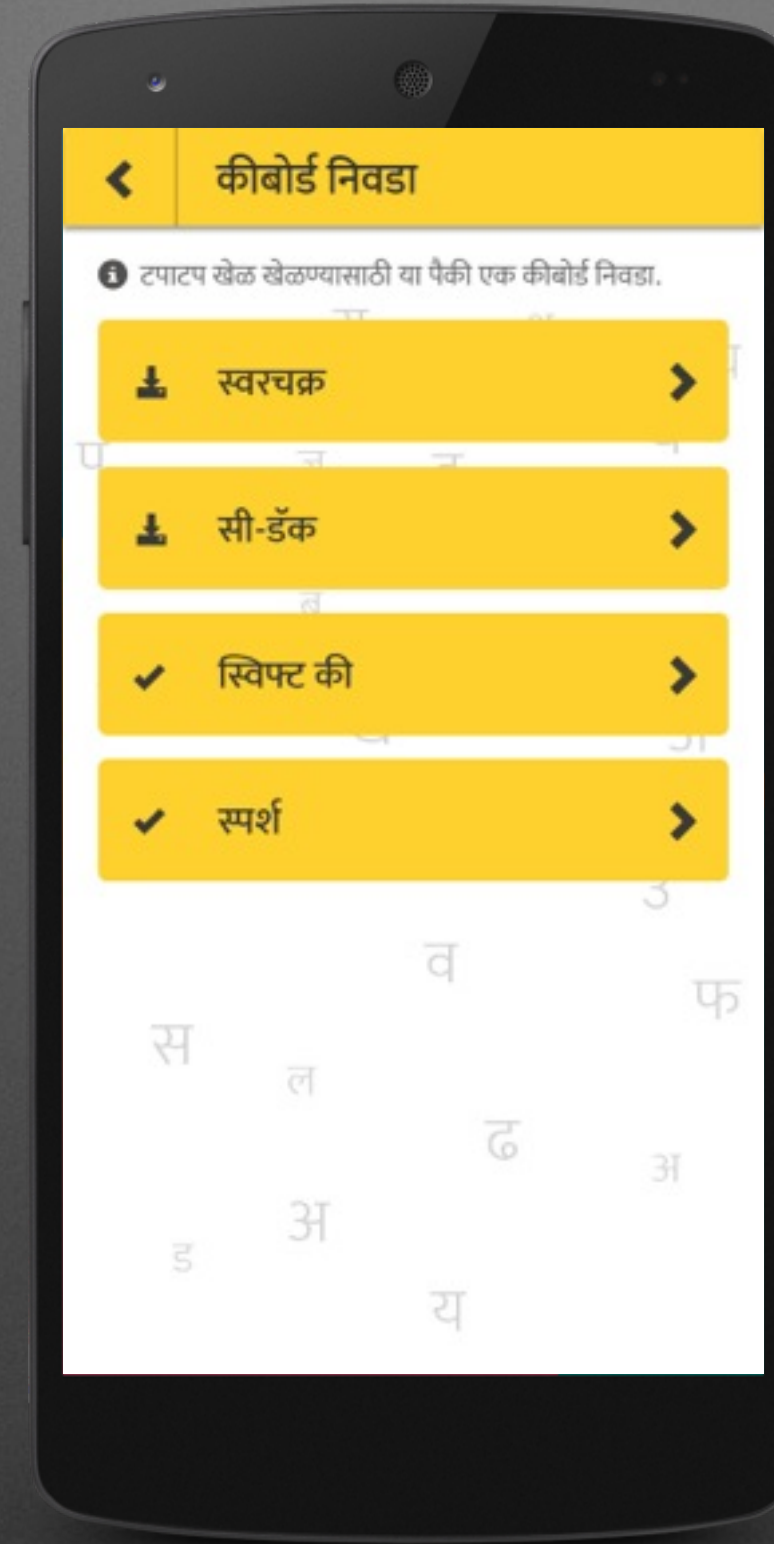 कीबोर्ड निवडा
टपाटप खेळ खेळण्यासाठी या पैकी एक कीबोर्ड निवडा.
स्वरचक्र
सी-डॅक
स्विफ्ट की
स्पर्श
व
फ
स
ल
ढ
अ
अ
ड
य